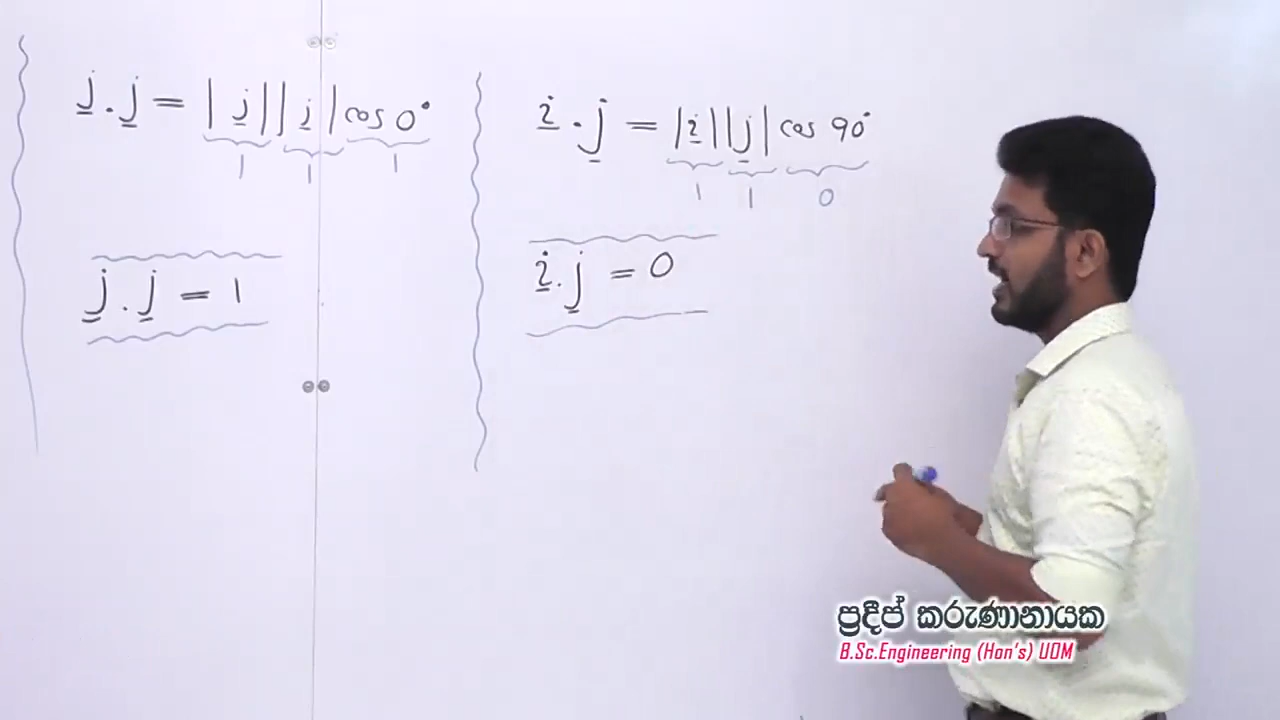 j . j = |j||j| cos 0°
1 1 1
j . j = 1
i . j = |i||j| cos 90°
1 1 0
i . j = 0
ප්‍රදීප් කරුණානායක
B.Sc.Engineering (Hon's) UOM